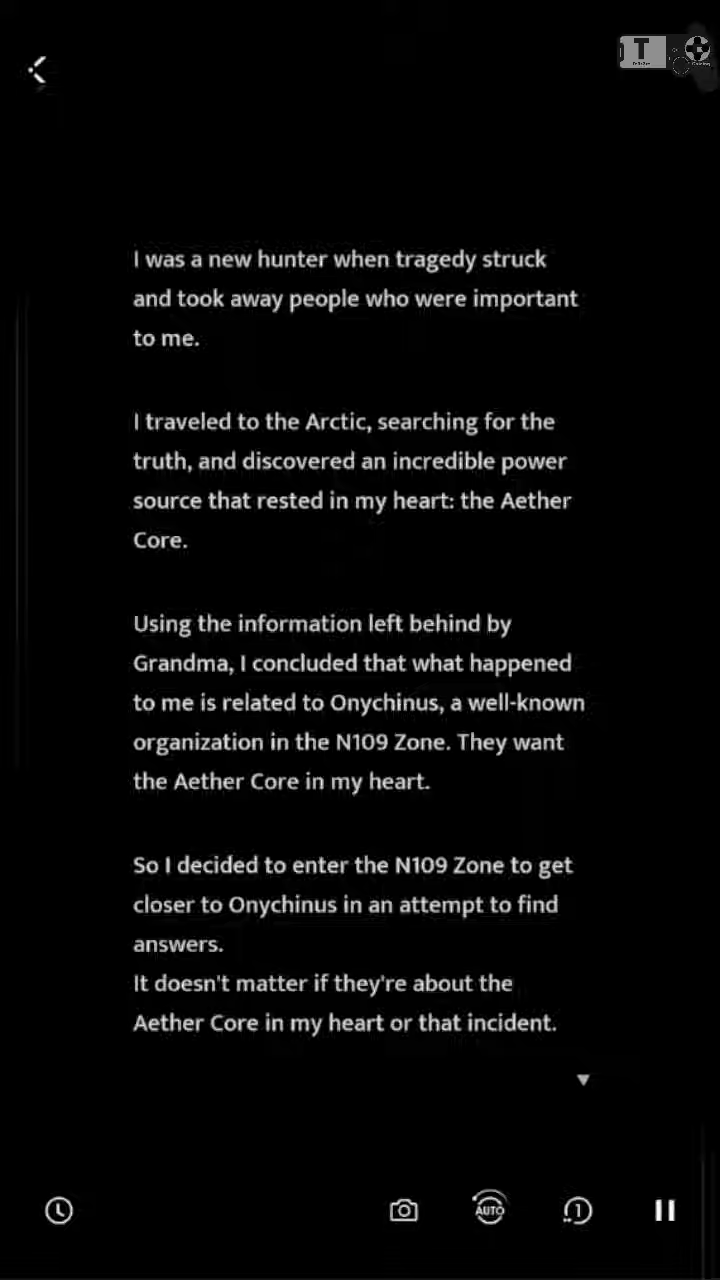 T
I was a new hunter when tragedy struck
and took away people who were important
to me.
I traveled to the Arctic, searching for the
truth, and discovered an incredible power
source that rested in my heart: the Aether
Core.
Using the information left behind by
Grandma, I concluded that what happened
to me is related to Onychinus, a well-known
organization in the N109 Zone. They want
the Aether Core in my heart.
So I decided to enter the N109 Zone to get
closer to Onychinus in an attempt to find
answers.
It doesn't matter if they're about the
Aether Core in my heart or that incident.
AUTO
1